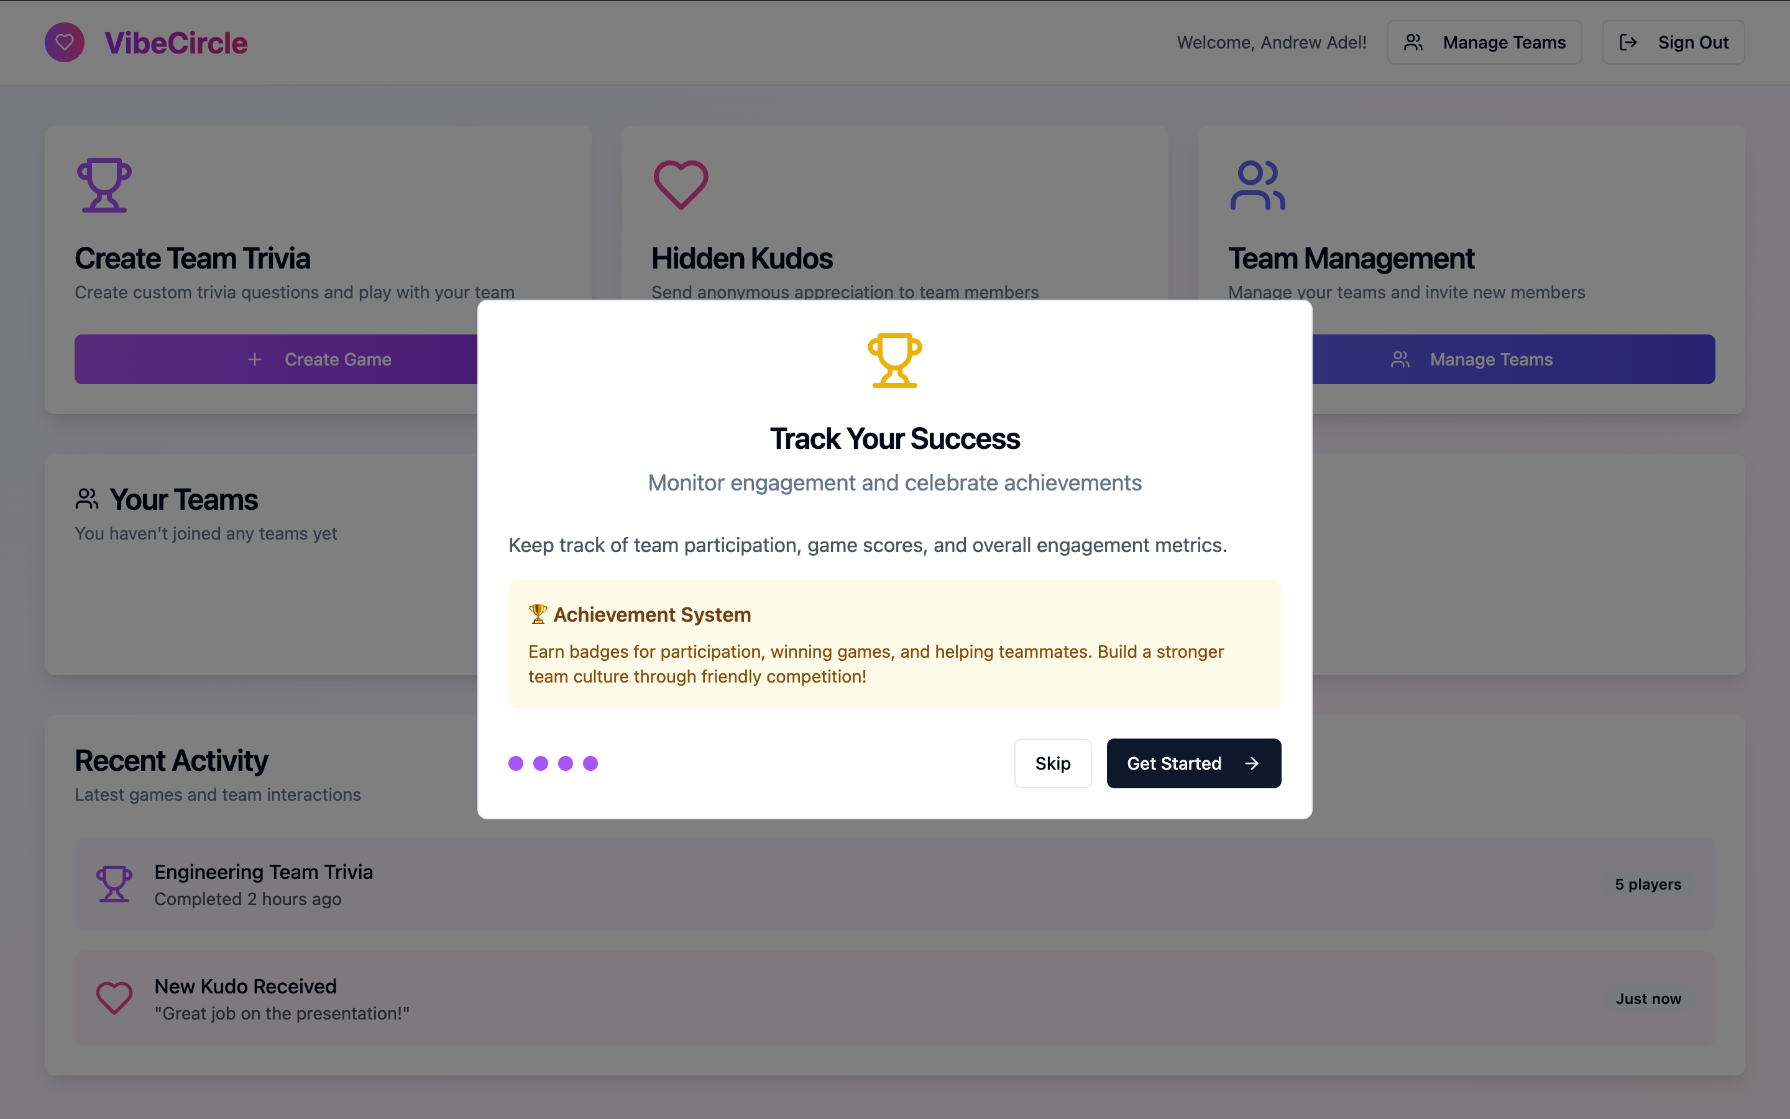 VibeCircle
Welcome, Andrew Adel!
Manage Teams
Sign Out
Create Team Trivia
Create custom trivia questions and play with your team
Create Game
Hidden Kudos
Send anonymous appreciation to team members
Team Management
Manage your teams and invite new members
Manage Teams
Track Your Success
Monitor engagement and celebrate achievements
Keep track of team participation, game scores, and overall engagement metrics.
🏆 Achievement System
Earn badges for participation, winning games, and helping teammates. Build a stronger
team culture through friendly competition!
Skip
Get Started →
Your Teams
You haven't joined any teams yet
Recent Activity
Latest games and team interactions
Engineering Team Trivia
Completed 2 hours ago
5 players
New Kudo Received
"Great job on the presentation!"
Just now